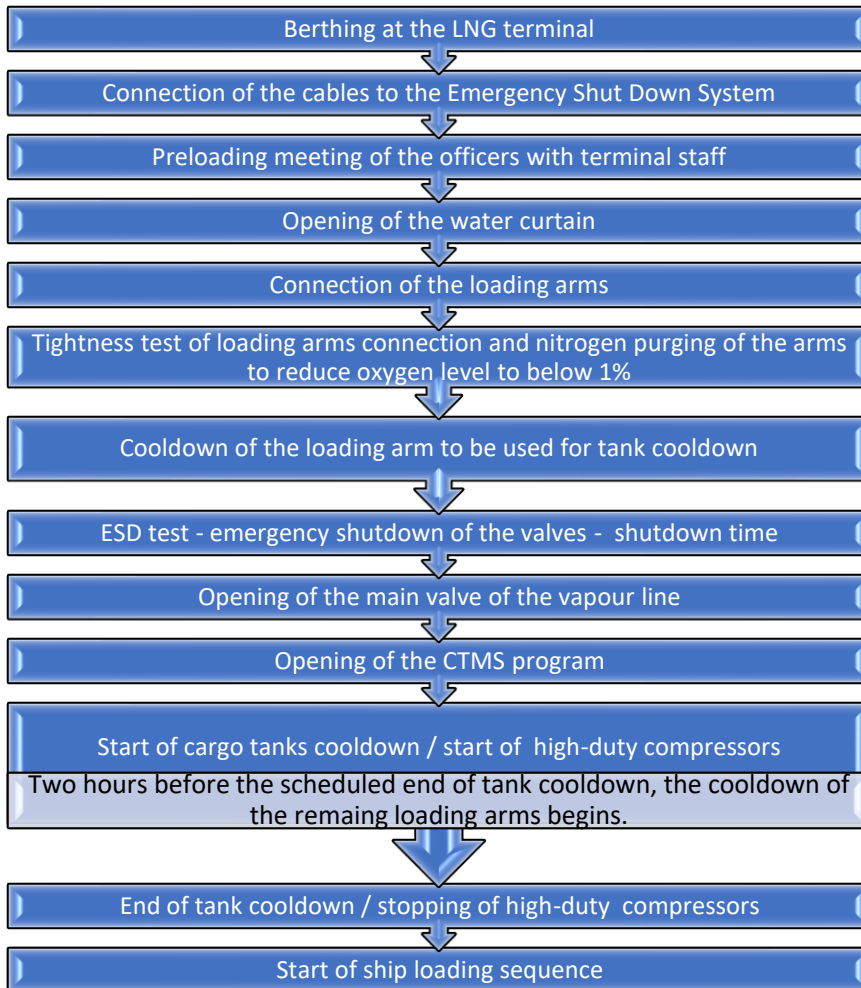 Berthing at the LNG terminal
Connection of the cables to the Emergency Shut Down System
Preloading meeting of the officers with terminal staff
Opening of the water curtain
Connection of the loading arms
Tightness test of loading arms connection and nitrogen purging of the arms
to reduce oxygen level to below 1%
Cooldown of the loading arm to be used for tank cooldown
ESD test - emergency shutdown of the valves - shutdown time
Opening of the main valve of the vapour line
Opening of the CTMS program
Start of cargo tanks cooldown / start of high-duty compressors
Two hours before the scheduled end of tank cooldown, the cooldown of
the remaing loading arms begins.
End of tank cooldown / stopping of high-duty compressors
Start of ship loading sequence